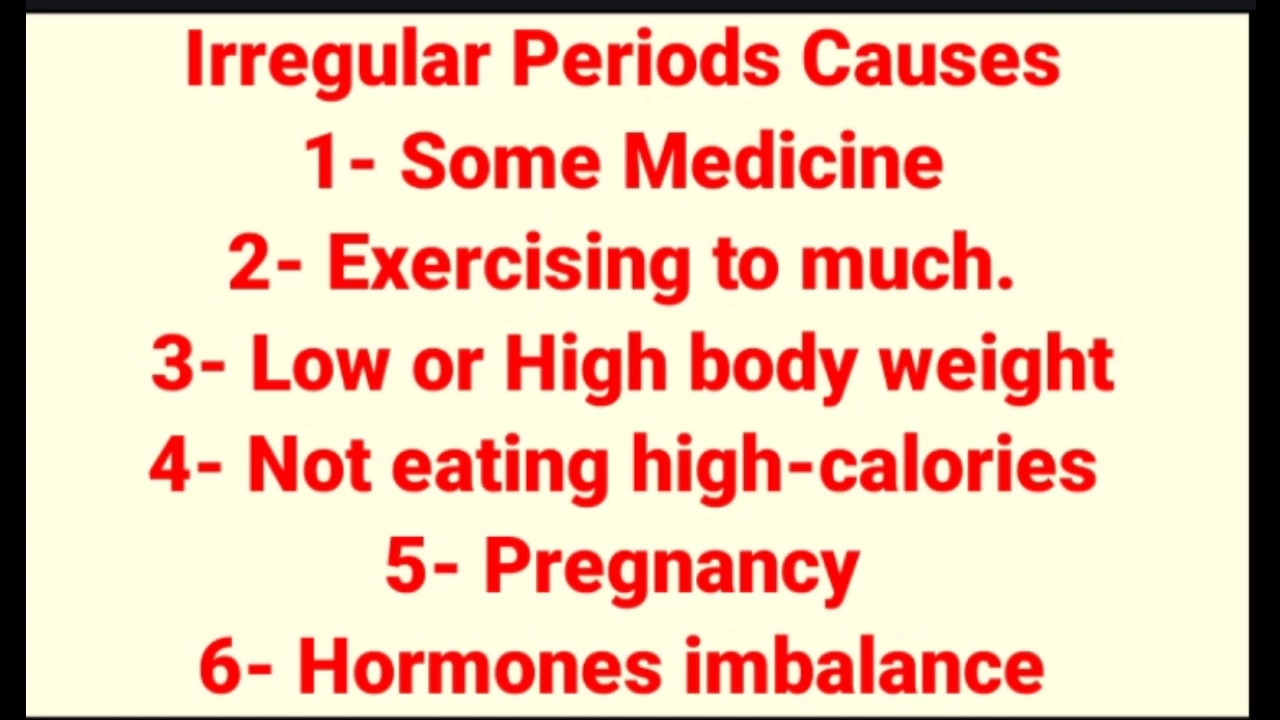 Irregular Periods Causes
1- Some Medicine
2- Exercising to much.
3- Low or High body weight
4- Not eating high-calories
5- Pregnancy
6- Hormones imbalance